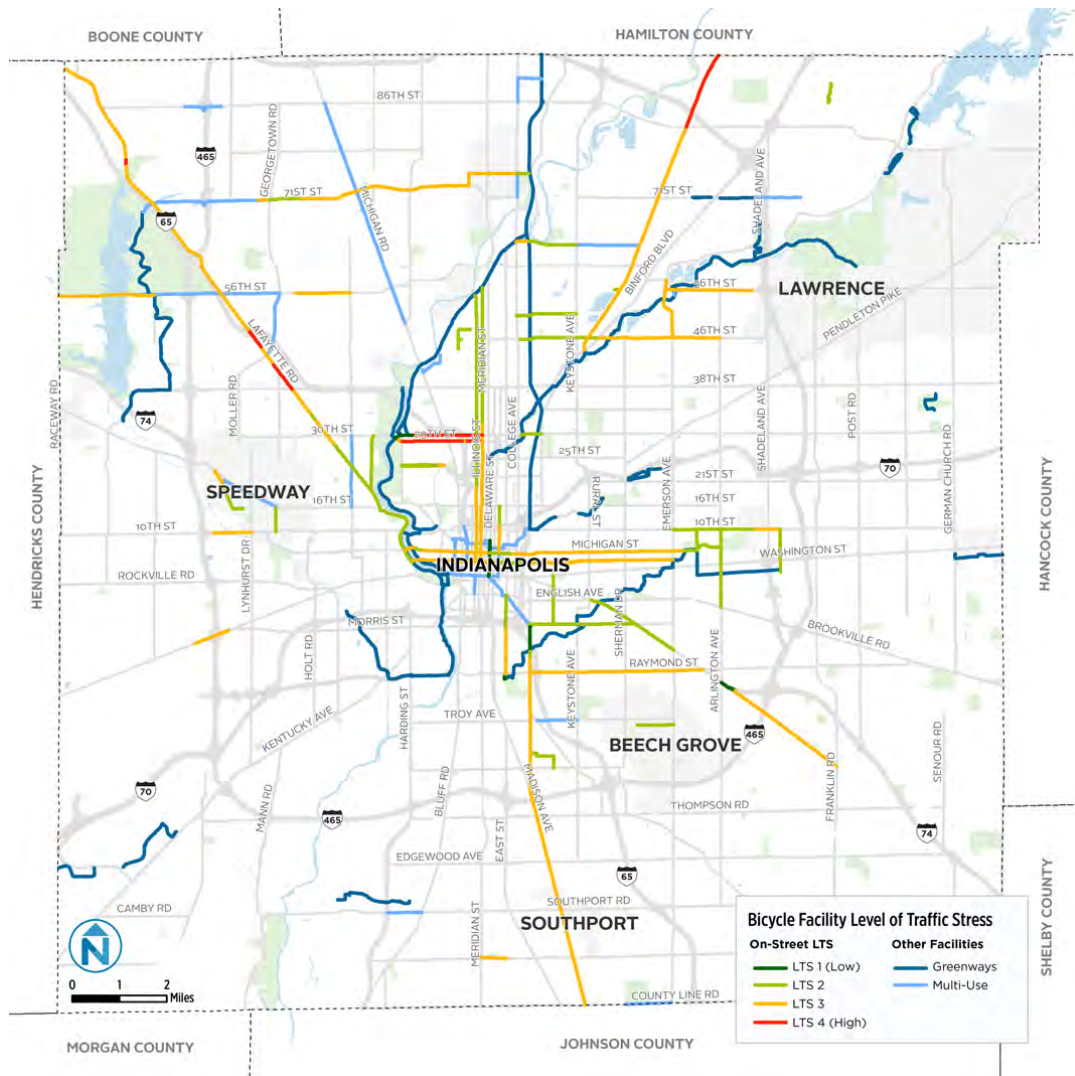 BOONE COUNTY
HAMILTON COUNTY
86TH ST
465
GEORGETOWN RD
MICHIGAN RD
71ST ST
71ST ST
SHADELAND AVE
65
BINFORD BLVD
56TH ST
56TH ST
LAWRENCE
PENDLETON PIKE
LAFAYETTE RD
MERIDIAN ST
KEYSTONE AVE
46TH ST
38TH ST
RACEWAY RD
MOLLER RD
COLLEGE AVE
SHADELAND AVE
POST RD
74
30TH ST
ILLINOIS ST
25TH ST
GERMAN CHURCH RD
HANCOCK COUNTY
SPEEDWAY
DELAWARE ST
RURAL ST
EMERSON AVE
70
21ST ST
16TH ST
16TH ST
10TH ST
10TH ST
MICHIGAN ST
WASHINGTON ST
HENDRICKS COUNTY
INDIANAPOLIS
ROCKVILLE RD
LYNHURST DR
ENGLISH AVE
SHERMAN DR
MORRIS ST
BROOKVILLE RD
HOLT RD
RAYMOND ST
ARLINGTON AVE
KEYSTONE AVE
HARDING ST
TROY AVE
KENTUCKY AVE
BEECH GROVE
465
SENOUR RD
70
MANN RD
BLUFF RD
MADISON AVE
FRANKLIN RD
THOMPSON RD
465
EAST ST
74
EDGEWOOD AVE
65
SHELBY COUNTY
CAMBY RD
SOUTHPORT RD
SOUTHPORT
MERIDIAN ST
N
0 1 2
Miles
COUNTY LINE RD
Bicycle Facility Level of Traffic Stress
On-Street LTS
LTS 1 (Low)
LTS 2
LTS 3
LTS 4 (High)
Other Facilities
Greenways
Multi-Use
MORGAN COUNTY
JOHNSON COUNTY